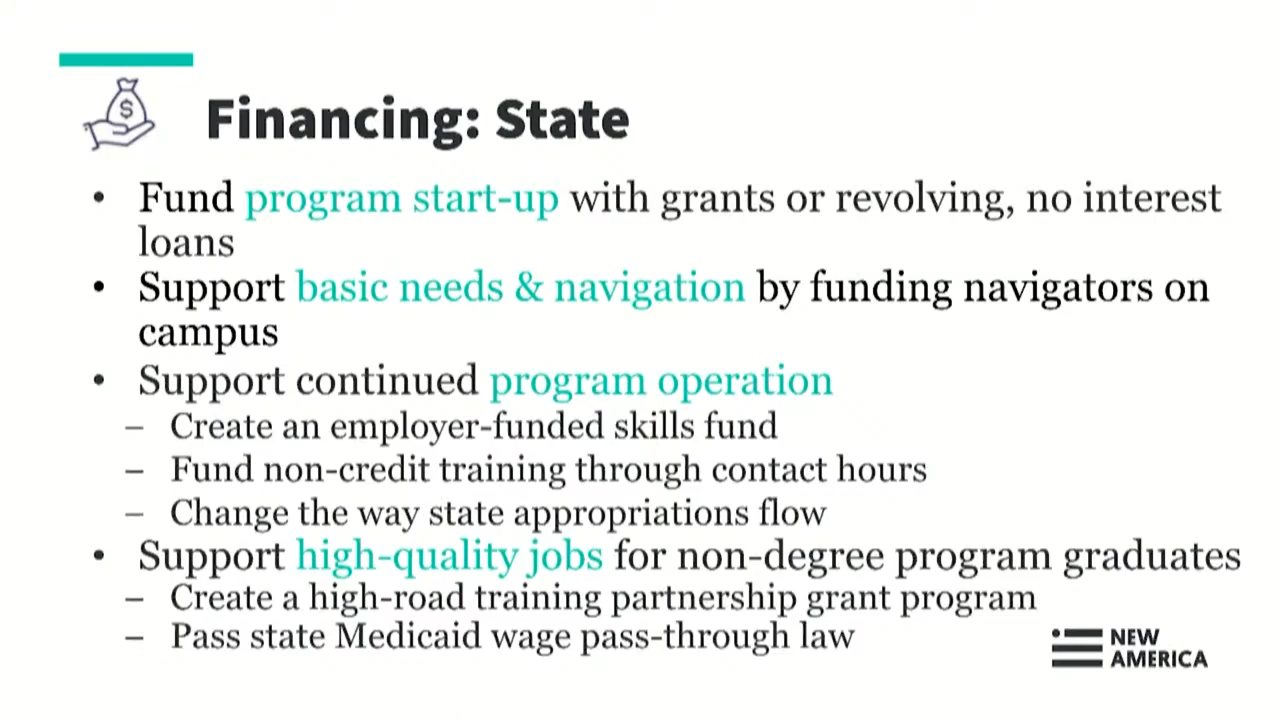 $
Financing: State
• Fund program start-up with grants or revolving, no interest
loans
• Support basic needs & navigation by funding navigators on
campus
• Support continued program operation
– Create an employer-funded skills fund
– Fund non-credit training through contact hours
– Change the way state appropriations flow
• Support high-quality jobs for non-degree program graduates
– Create a high-road training partnership grant program
– Pass state Medicaid wage pass-through law
NEW
AMERICA